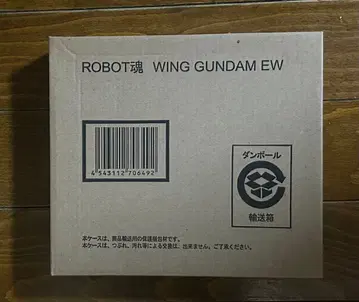 ROBOT魂 WING GUNDAM EW
4 543112 706492
ダンボール
輸送箱
本ケースは、商品輸送用の保護梱包材です。
本ケースは、つぶれ、汚れ等による交換は、出来ません。ご了承ください。